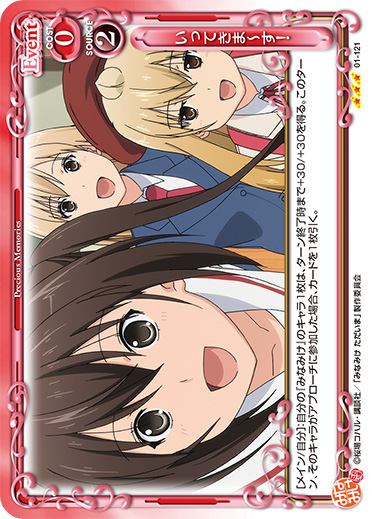 Event
COST
0
SOURCE
2
いってきま～す！
Precious Memories
[メイン/自分]:自分の「みなみけ」のキャラ1枚は、ターン終了時まで+30/+30を得る。このター
ン、そのキャラがアプローチに参加した場合、カードを1枚引く。
©桜場コハル・講談社／「みなみけ ただいま」製作委員会
01-121